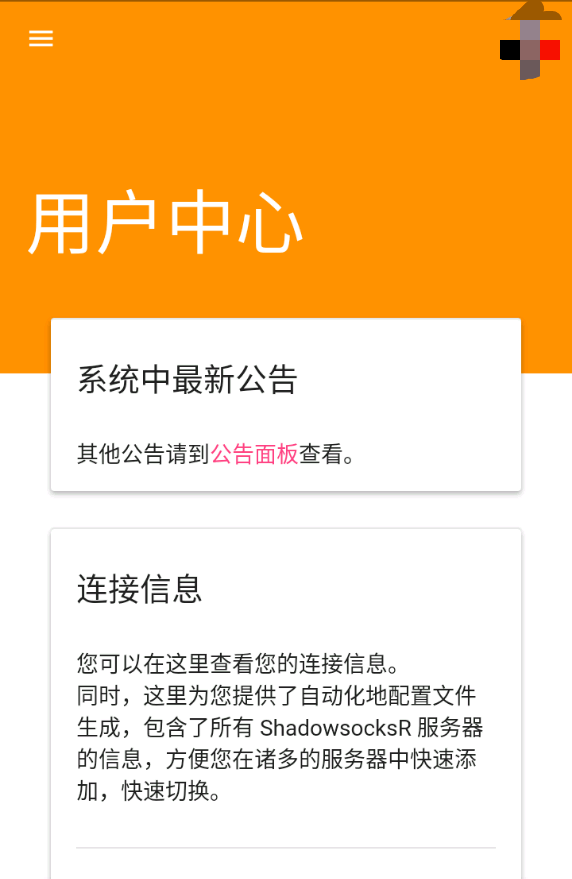 用户中心
系统中最新公告
其他公告请到公告面板查看。
连接信息
您可以在这里查看您的连接信息。
同时，这里为您提供了自动化地配置文件
生成，包含了所有 ShadowsocksR 服务器
的信息，方便您在诸多的服务器中快速添
加，快速切换。